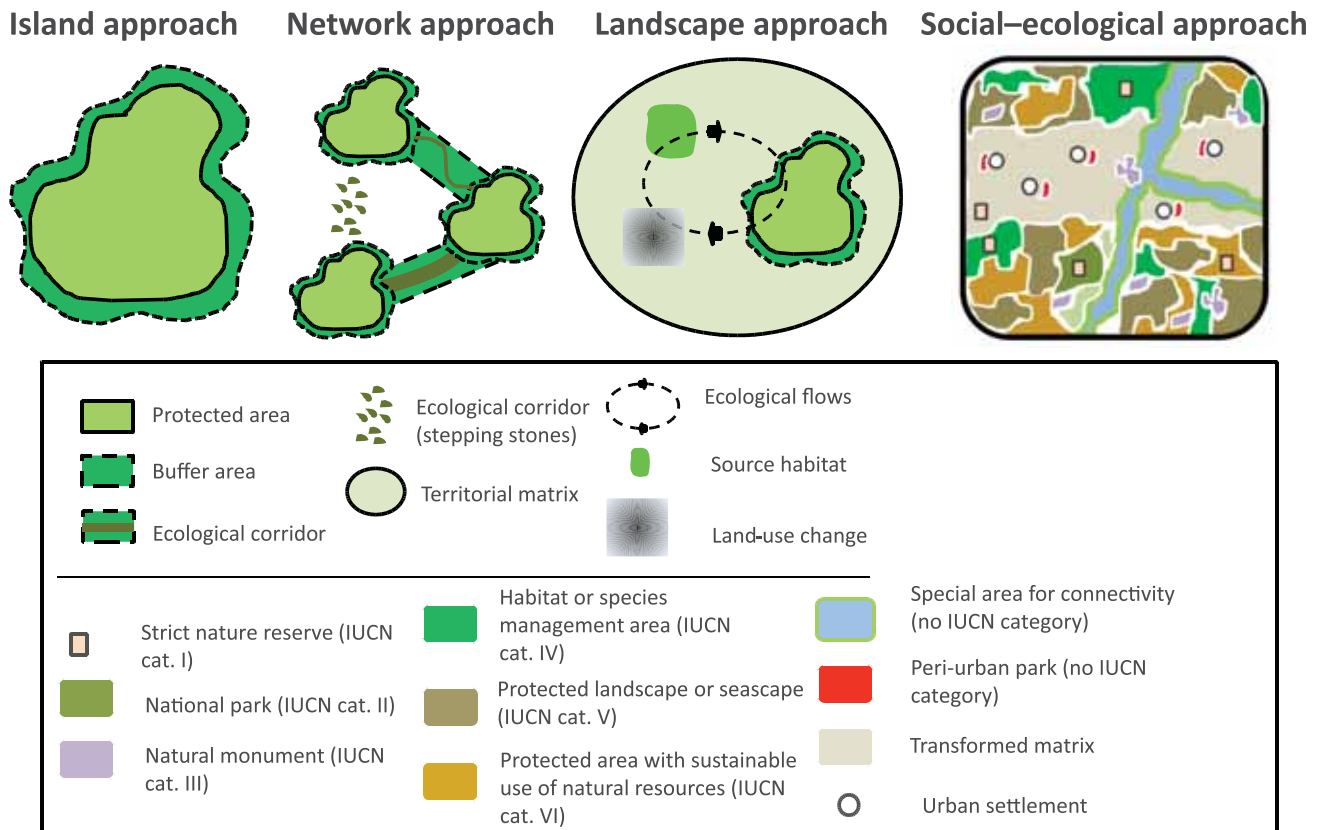 Island approach
Network approach
Landscape approach
Social–ecological approach
Protected area
Buffer area
Ecological corridor
Ecological corridor
(stepping stones)
Territorial matrix
Ecological flows
Source habitat
Land-use change
Strict nature reserve (IUCN
cat. I)
National park (IUCN cat. II)
Natural monument (IUCN
cat. III)
Habitat or species
management area (IUCN
cat. IV)
Protected landscape or seascape
(IUCN cat. V)
Protected area with sustainable
use of natural resources (IUCN
cat. VI)
Special area for connectivity
(no IUCN category)
Peri-urban park (no IUCN
category)
Transformed matrix
Urban settlement